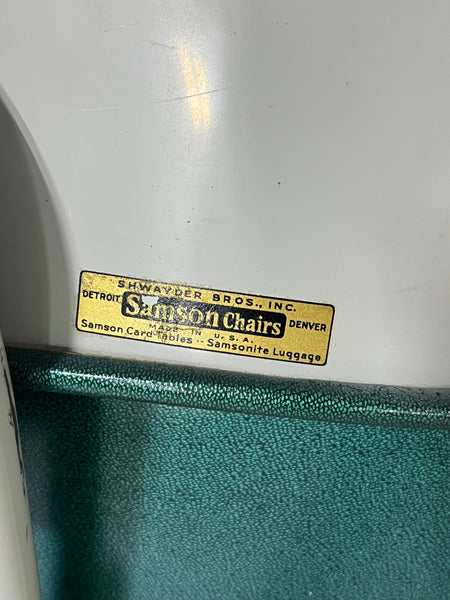 SHWAYDER BROS., INC.
DETROIT Samson Chairs DENVER
MADE IN U.S.A.
Samson Card Tables -- Samsonite Luggage